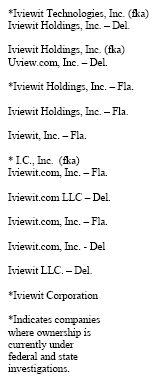 *Iviewit Technologies, Inc. (fka)
Iviewit Holdings, Inc. – Del.
Iviewit Holdings, Inc. (fka)
Uview.com, Inc. – Del.
*Iviewit Holdings, Inc. – Fla.
Iviewit Holdings, Inc. – Fla.
Iviewit, Inc. – Fla.
* I.C., Inc. (fka)
Iviewit.com, Inc. – Fla.
Iviewit.com LLC – Del.
Iviewit.com, Inc. – Fla.
Iviewit.com, Inc. - Del
Iviewit LLC. – Del.
*Iviewit Corporation
*Indicates companies
where ownership is
currently under
federal and state
investigations.